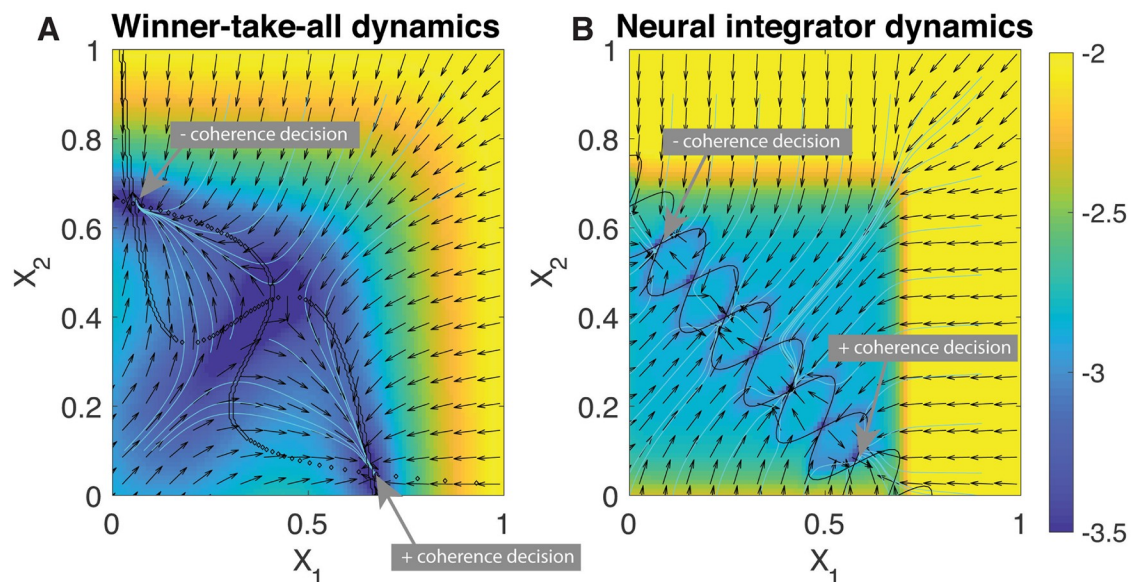 A Winner-take-all dynamics
B Neural integrator dynamics
1
0.8
0.6
0.4
0.2
0
X2
0
0.5
1
X1
- coherence decision
+ coherence decision
1
0.8
0.6
0.4
0.2
0
X2
0
0.5
1
X1
- coherence decision
+ coherence decision
-2
-2.5
-3
-3.5